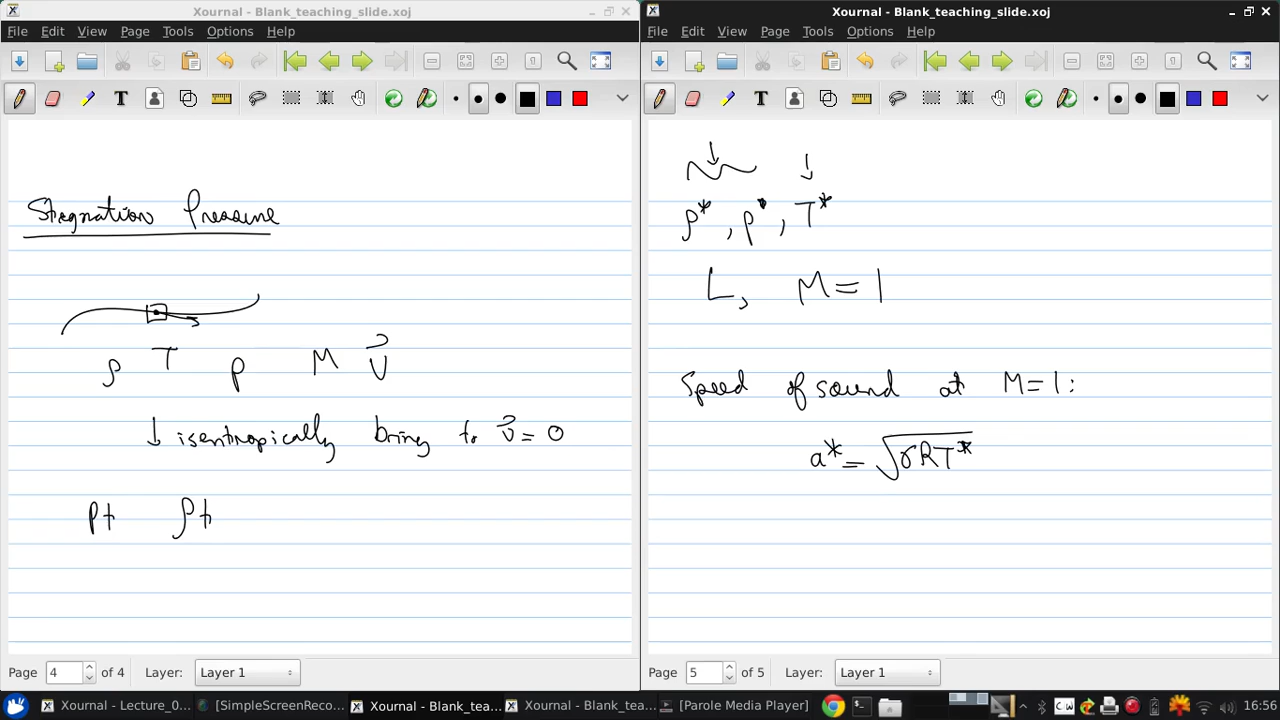 Xournal - Blank_teaching_slide.xoj
File Edit View Page Tools Options Help
Stagnation Pressure
ρ T p M V⃗
↓ isentropically bring to v⃗ = 0
pt ρt
Page 4 of 4 Layer: Layer 1
Xournal - Blank_teaching_slide.xoj
File Edit View Page Tools Options Help
ρ*, p*, T*
L, M = 1
Speed of sound at M=1:
a* = √γRT*
Page 5 of 5 Layer: Layer 1
Xournal - Lecture_0... [SimpleScreenReco... Xournal - Blank_tea... Xournal - Blank_te... [Parole Media Player] 16:56